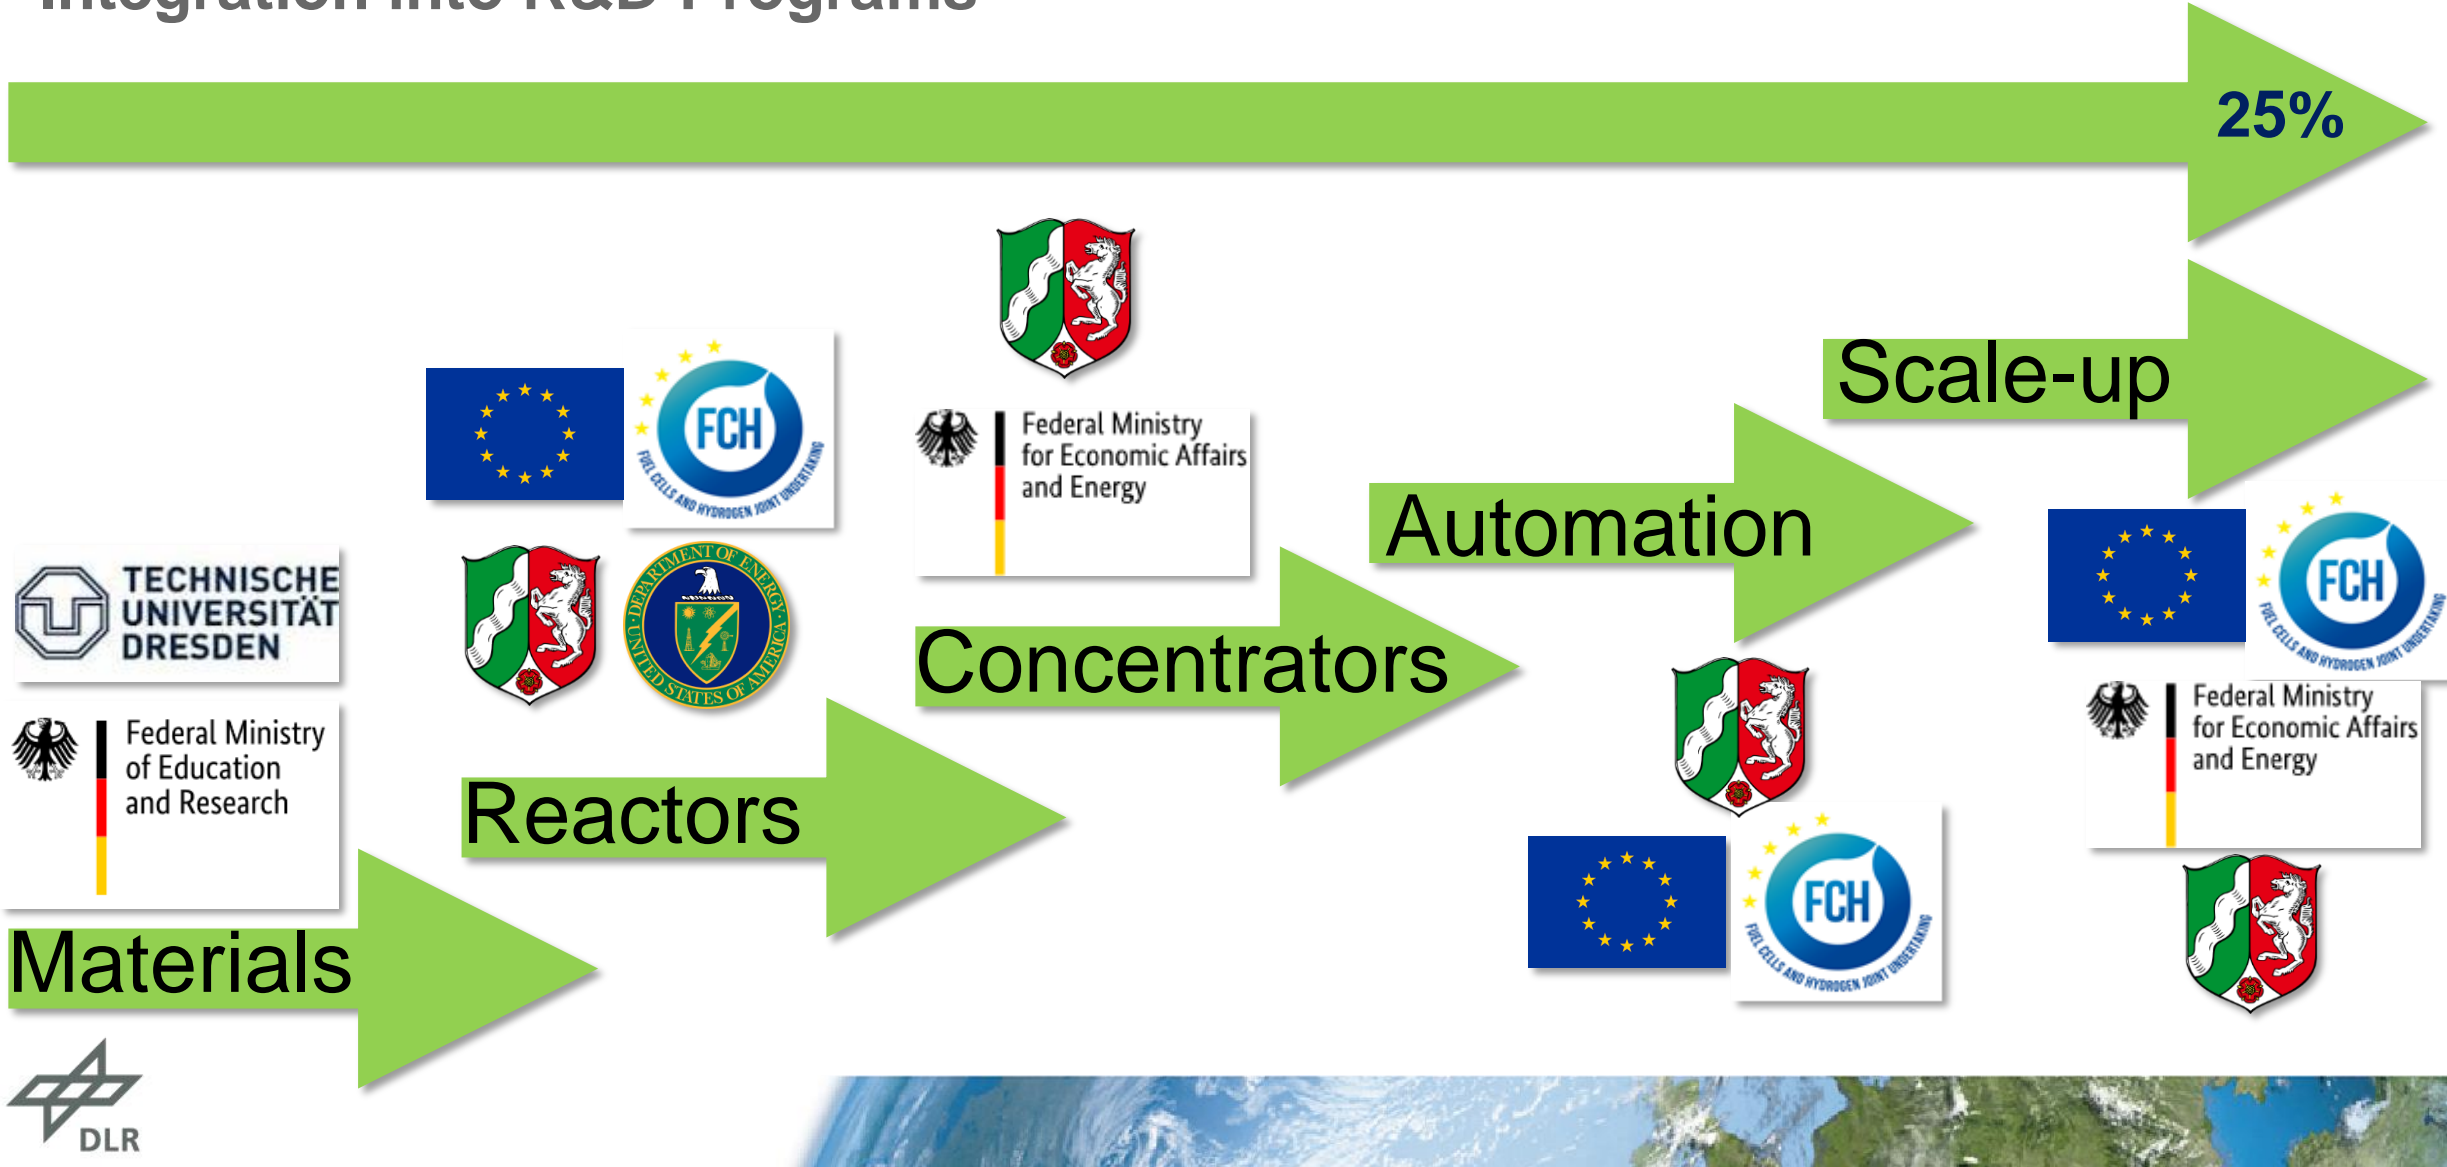 Integration into R&D Programs
25%
Scale-up
FCH
FUEL CELLS AND HYDROGEN JOINT UNDERTAKING
Federal Ministry
for Economic Affairs
and Energy
Automation
TECHNISCHE
UNIVERSITÄT
DRESDEN
DEPARTMENT OF ENERGY
UNITED STATES OF AMERICA
FCH
FUEL CELLS AND HYDROGEN JOINT UNDERTAKING
Concentrators
Federal Ministry
of Education
and Research
Federal Ministry
for Economic Affairs
and Energy
Reactors
FCH
FUEL CELLS AND HYDROGEN JOINT UNDERTAKING
Materials
DLR